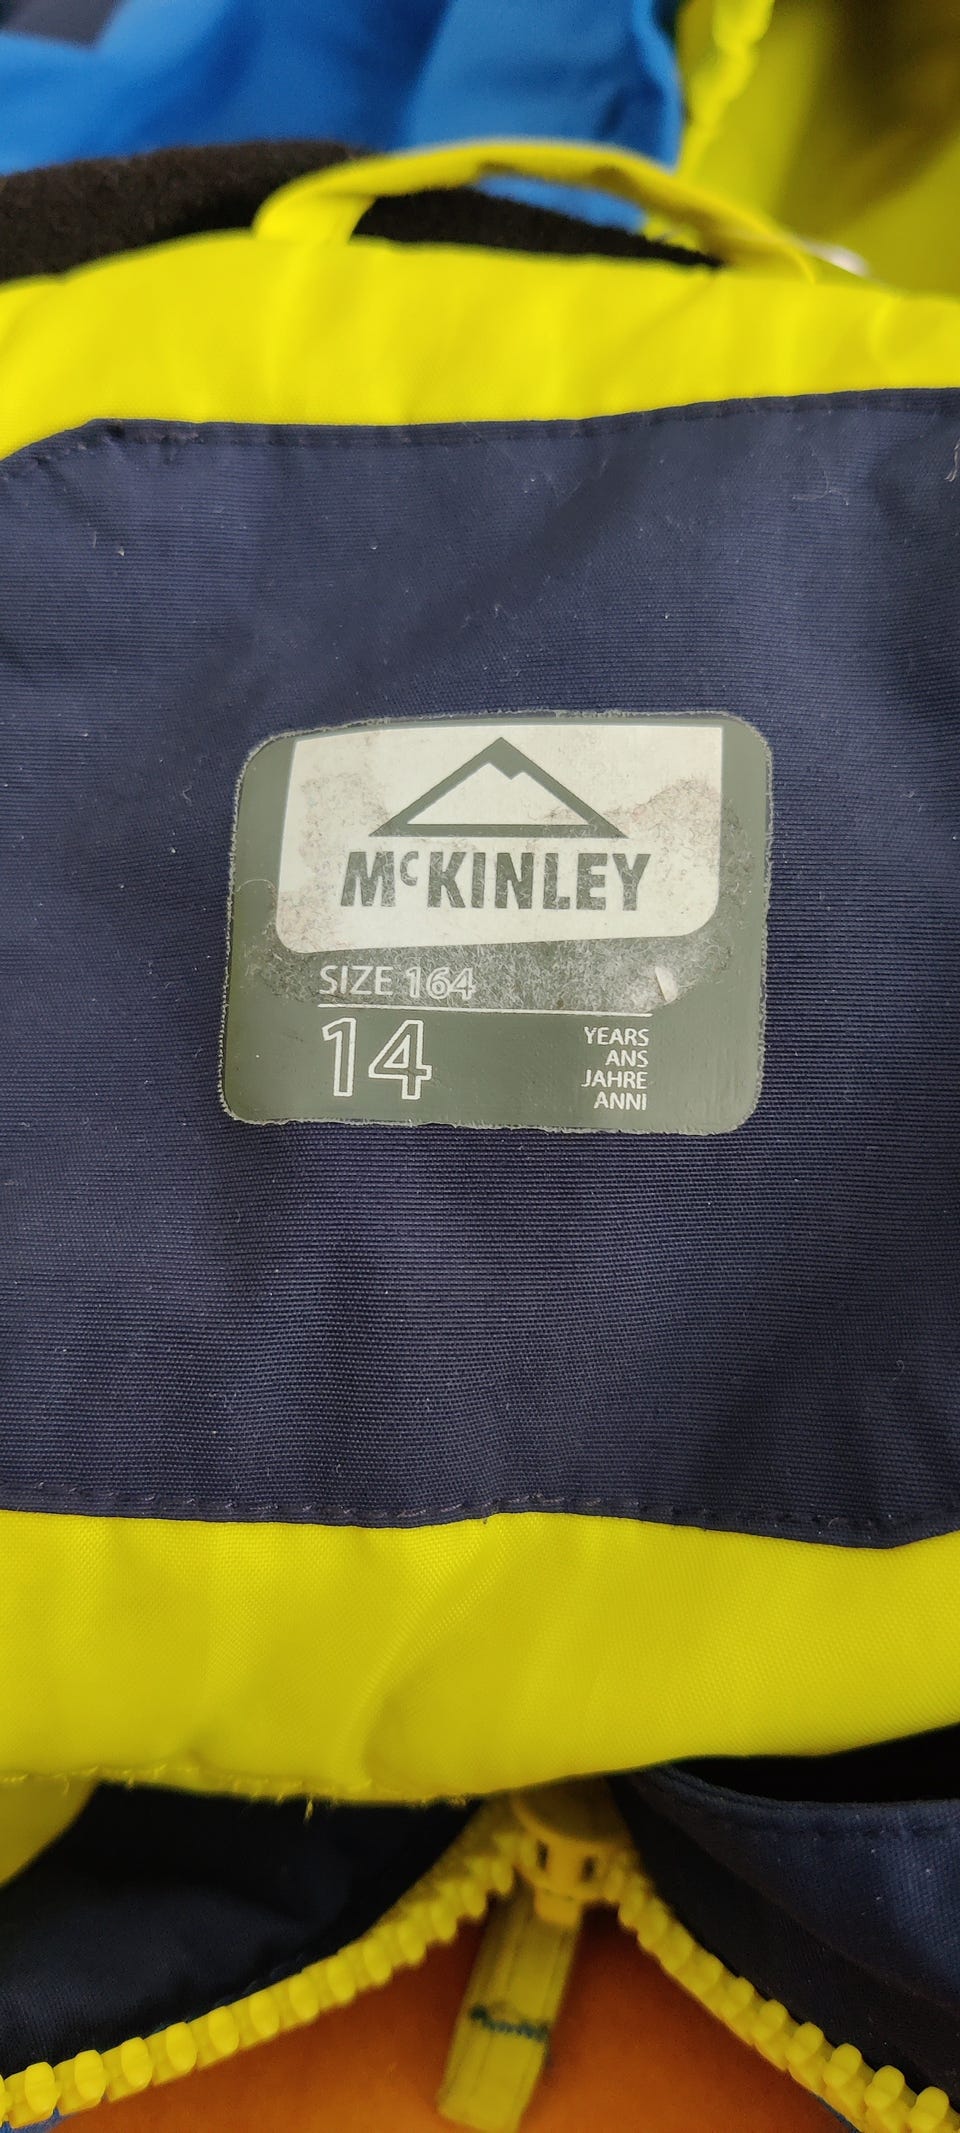 McKINLEY
SIZE 164
14
YEARS
ANS
JAHRE
ANNI